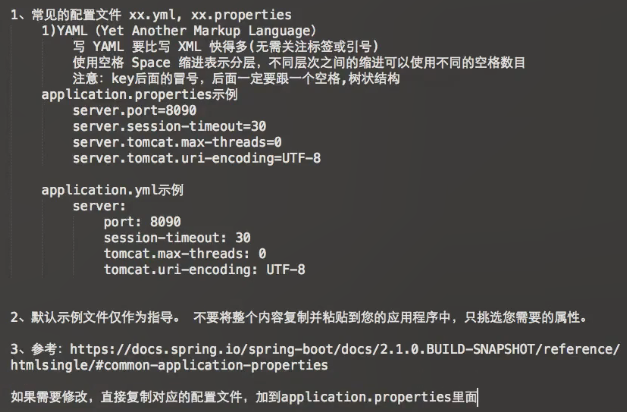 1、常见的配置文件 xx.yml, xx.properties
1)YAML（Yet Another Markup Language）
写 YAML 要比写 XML 快得多(无需关注标签或引号)
使用空格 Space 缩进表示分层，不同层次之间的缩进可以使用不同的空格数目
注意：key后面的冒号，后面一定要跟一个空格,树状结构
application.properties示例
server.port=8090
server.session-timeout=30
server.tomcat.max-threads=0
server.tomcat.uri-encoding=UTF-8
application.yml示例
server:
port: 8090
session-timeout: 30
tomcat.max-threads: 0
tomcat.uri-encoding: UTF-8
2、默认示例文件仅作为指导。 不要将整个内容复制并粘贴到您的应用程序中，只挑选您需要的属性。
3、参考：https://docs.spring.io/spring-boot/docs/2.1.0.BUILD-SNAPSHOT/reference/
htmlsingle/#common-application-properties
如果需要修改，直接复制对应的配置文件，加到application.properties里面